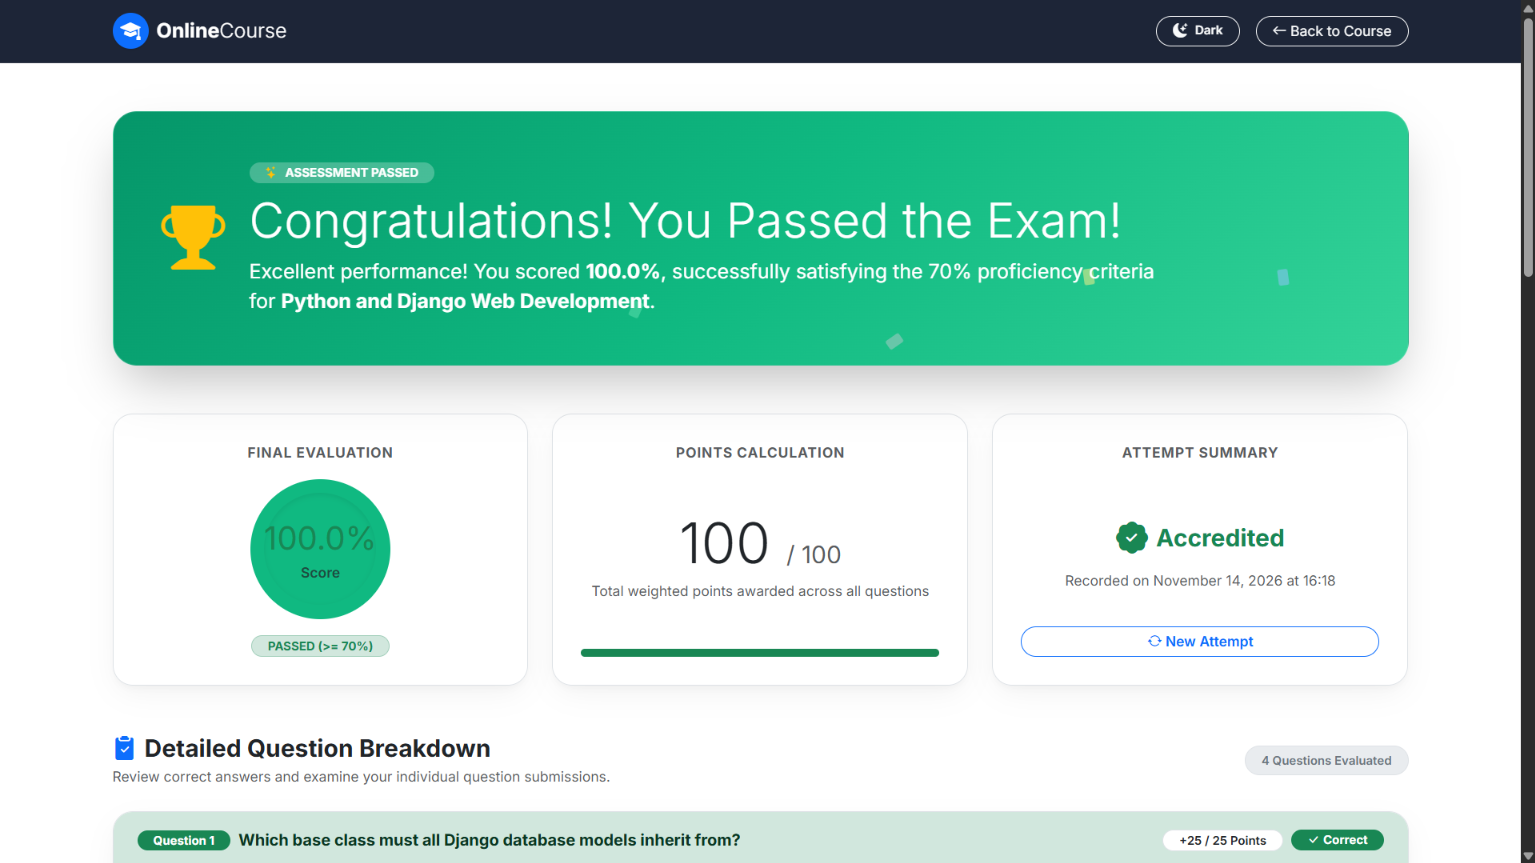 OnlineCourse
Dark
← Back to Course
ASSESSMENT PASSED
Congratulations! You Passed the Exam!
Excellent performance! You scored 100.0%, successfully satisfying the 70% proficiency criteria
for Python and Django Web Development.
FINAL EVALUATION
100.0%
Score
PASSED (>= 70%)
POINTS CALCULATION
100 / 100
Total weighted points awarded across all questions
ATTEMPT SUMMARY
Accredited
Recorded on November 14, 2026 at 16:18
New Attempt
Detailed Question Breakdown
Review correct answers and examine your individual question submissions.
4 Questions Evaluated
Question 1 Which base class must all Django database models inherit from? +25 / 25 Points ✓ Correct